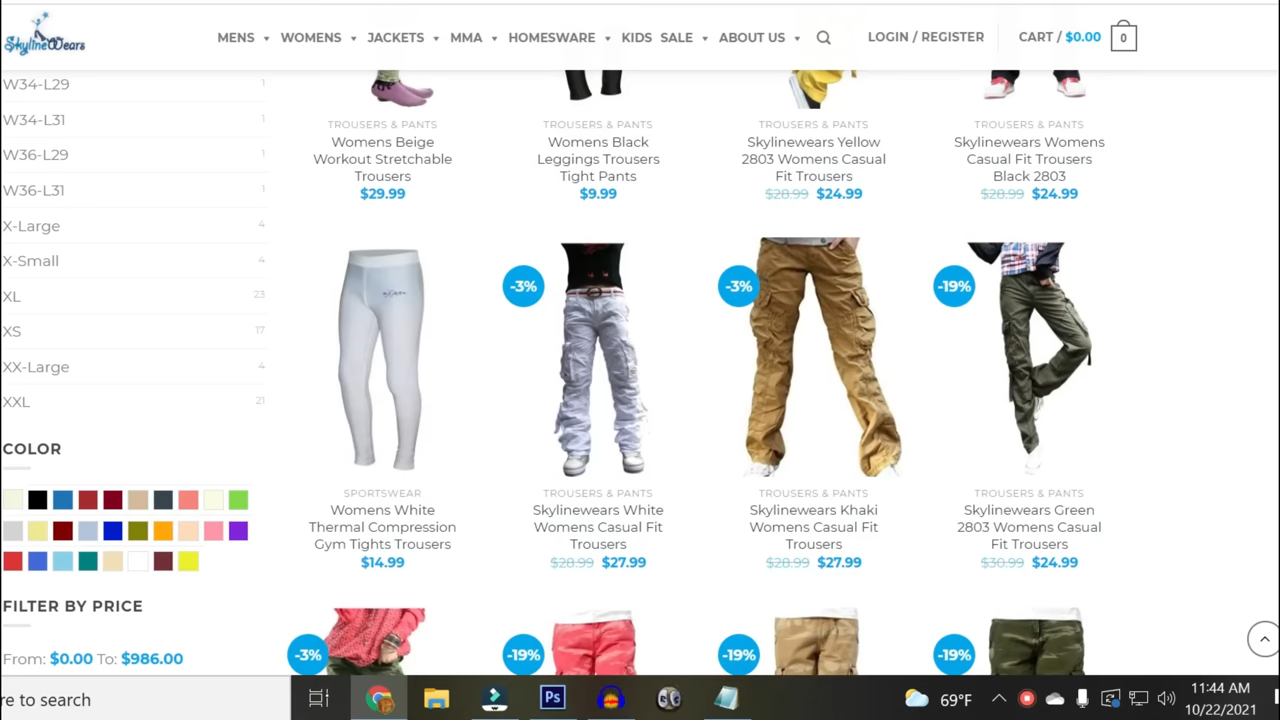 SkylineWears
MENS WOMENS JACKETS MMA HOMESWARE KIDS SALE ABOUT US LOGIN / REGISTER CART / $0.00 0
W34-L29 1
W34-L31 1
W36-L29 1
W36-L31 1
X-Large 4
X-Small 4
XL 23
XS 17
XX-Large 4
XXL 21
COLOR
FILTER BY PRICE
From: $0.00 To: $986.00
TROUSERS & PANTS
Womens Beige
Workout Stretchable
Trousers
$29.99
TROUSERS & PANTS
Womens Black
Leggings Trousers
Tight Pants
$9.99
TROUSERS & PANTS
Skylinewears Yellow
2803 Womens Casual
Fit Trousers
$28.99 $24.99
TROUSERS & PANTS
Skylinewears Womens
Casual Fit Trousers
Black 2803
$28.99 $24.99
SPORTSWEAR
Womens White
Thermal Compression
Gym Tights Trousers
$14.99
-3%
TROUSERS & PANTS
Skylinewears White
Womens Casual Fit
Trousers
$28.99 $27.99
-3%
TROUSERS & PANTS
Skylinewears Khaki
Womens Casual Fit
Trousers
$28.99 $27.99
-19%
TROUSERS & PANTS
Skylinewears Green
2803 Womens Casual
Fit Trousers
$30.99 $24.99
-3%
-19%
-19%
-19%
re to search
Ps
69°F
11:44 AM
10/22/2021